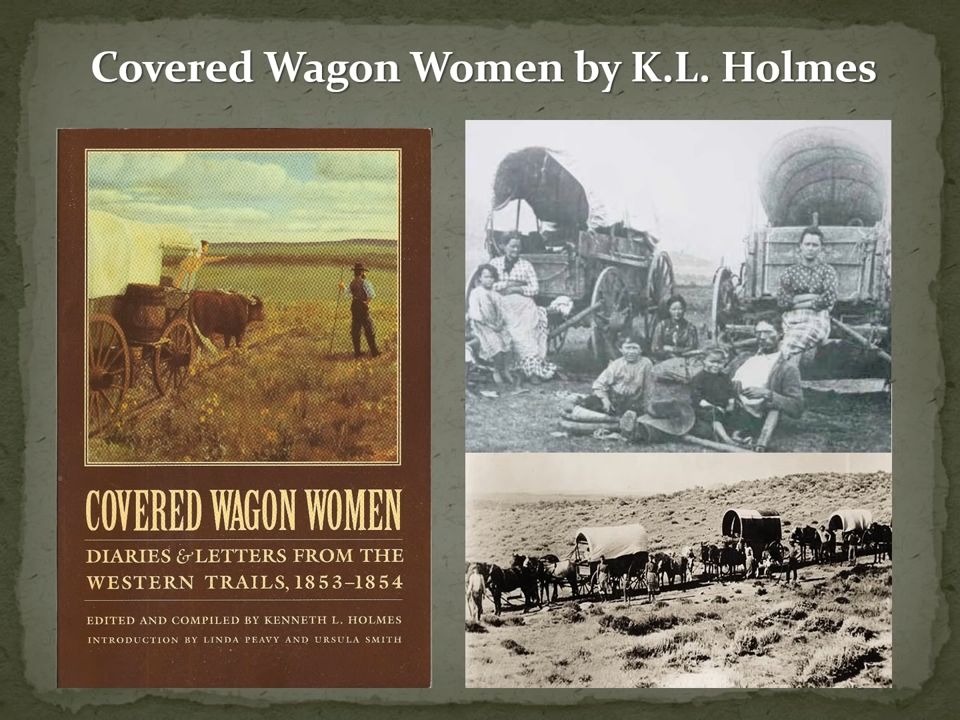 Covered Wagon Women by K.L. Holmes
COVERED WAGON WOMEN
DIARIES & LETTERS FROM THE
WESTERN TRAILS, 1853–1854
EDITED AND COMPILED BY KENNETH L. HOLMES
INTRODUCTION BY LINDA PEAVY AND URSULA SMITH